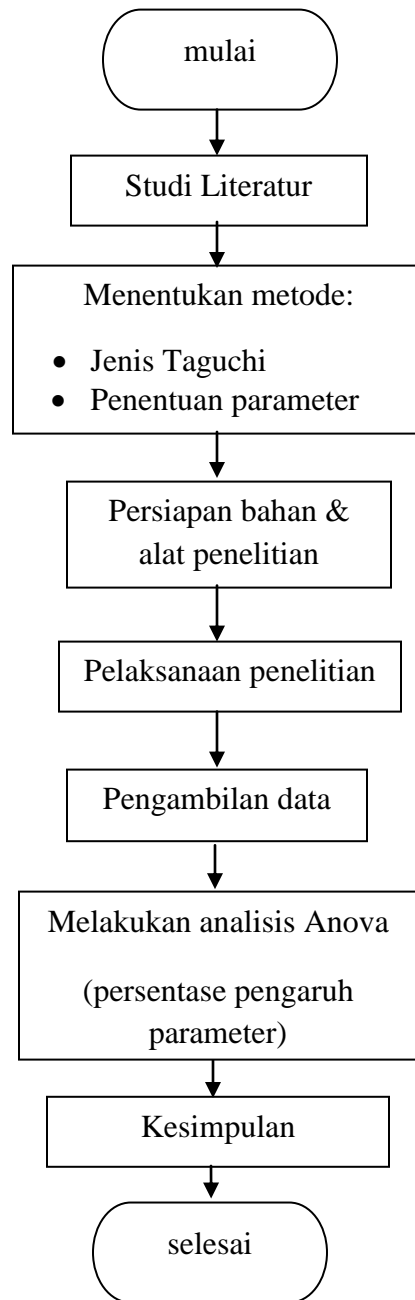 mulai
Studi Literatur
Menentukan metode:
• Jenis Taguchi
• Penentuan parameter
Persiapan bahan &
alat penelitian
Pelaksanaan penelitian
Pengambilan data
Melakukan analisis Anova
(persentase pengaruh
parameter)
Kesimpulan
selesai